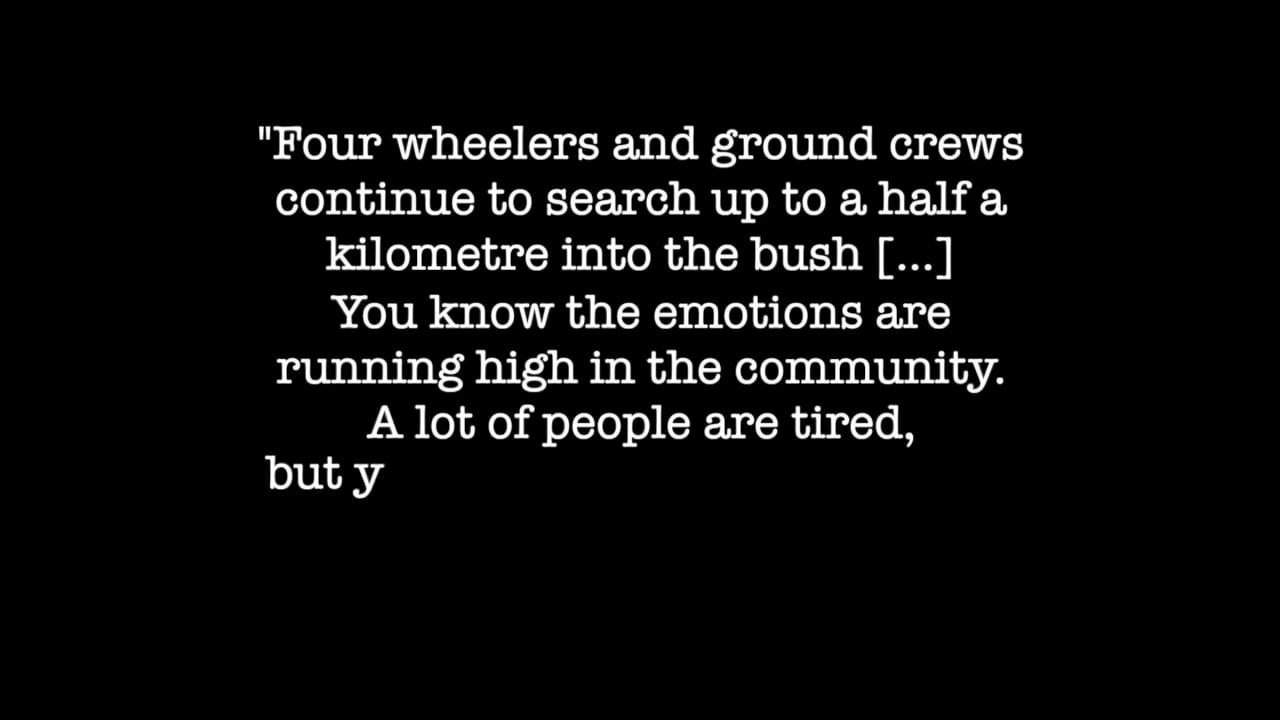 "Four wheelers and ground crews
continue to search up to a half a
kilometre into the bush [...]
You know the emotions are
running high in the community.
A lot of people are tired,
but y